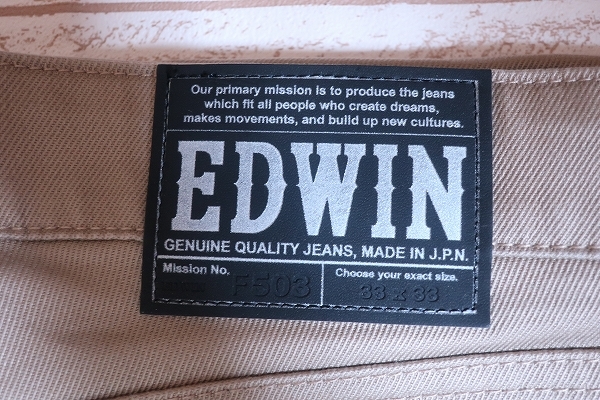 Our primary mission is to produce the jeans
which fit all people who create dreams,
makes movements, and build up new cultures.
EDWIN
GENUINE QUALITY JEANS, MADE IN J.P.N.
Mission No.
F503
Choose your exact size.
33 x 33